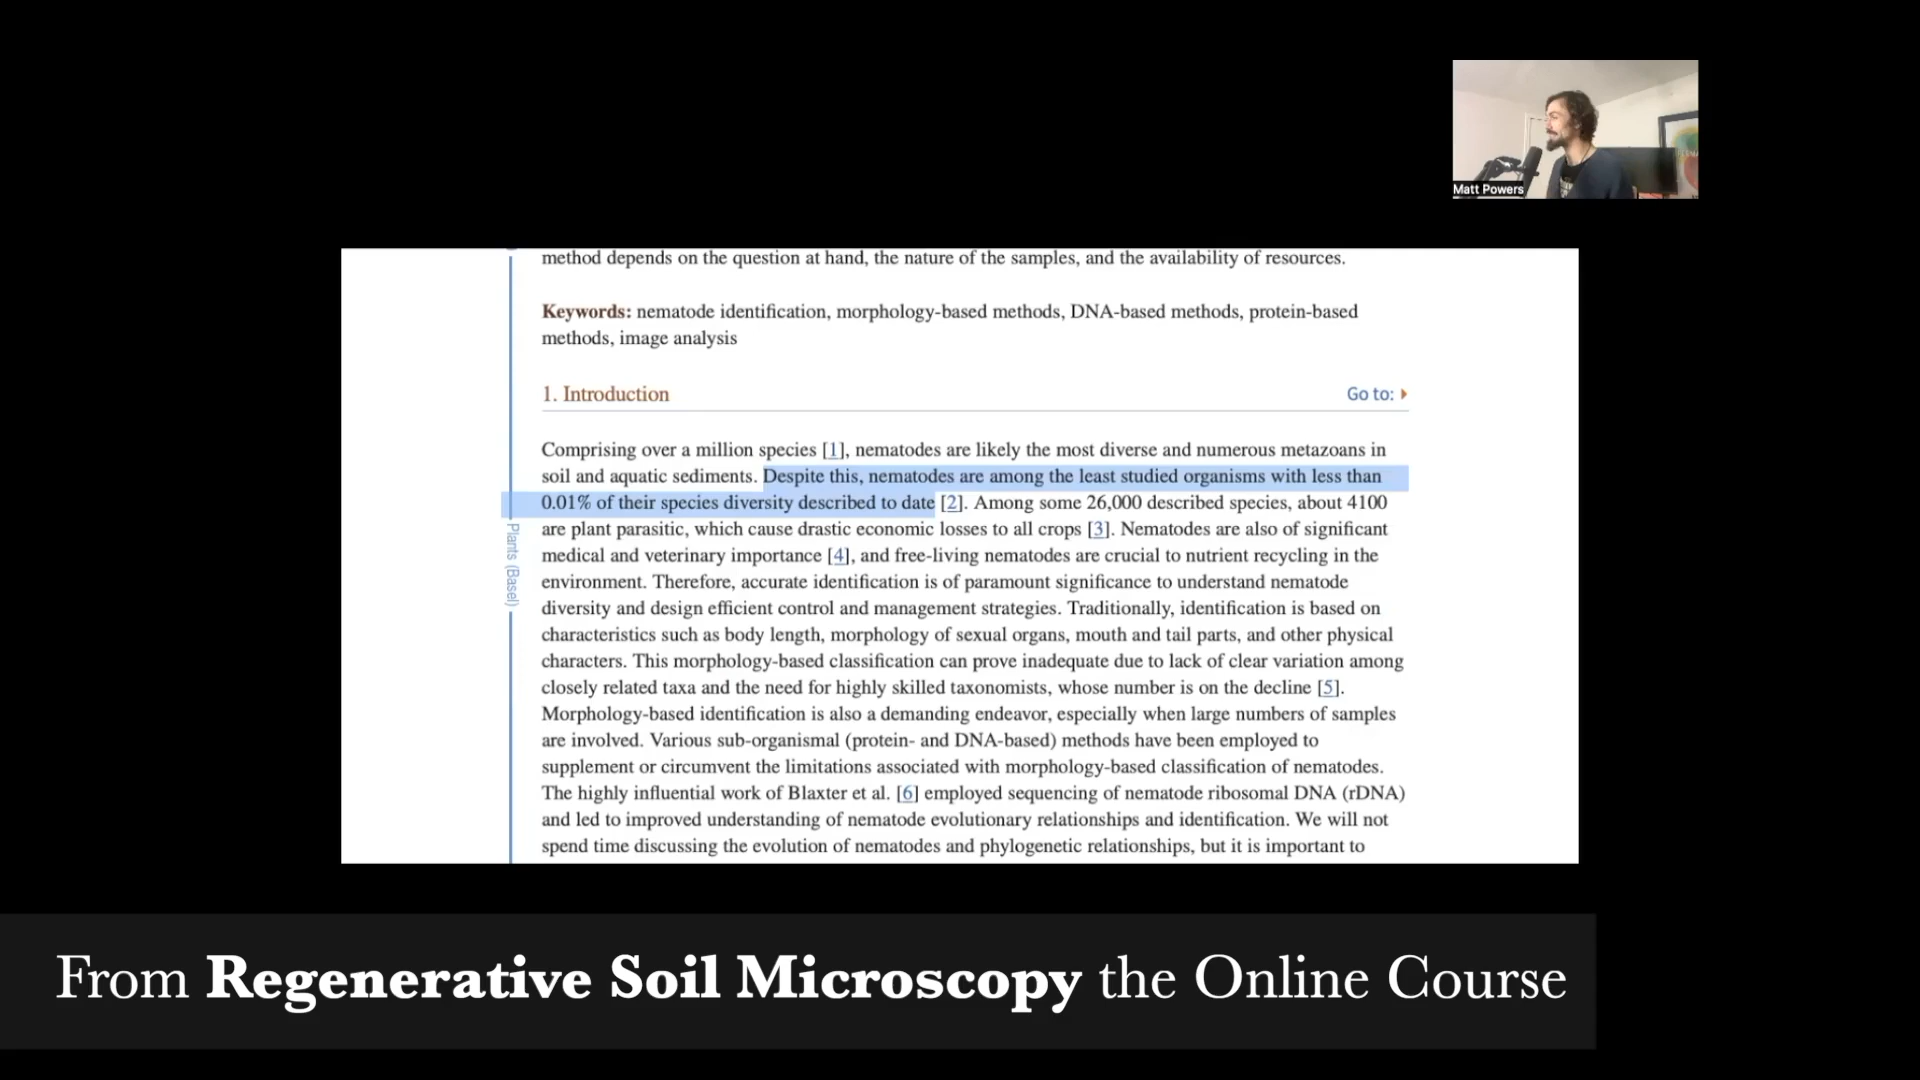 Matt Powers
method depends on the question at hand, the nature of the samples, and the availability of resources.
Keywords: nematode identification, morphology-based methods, DNA-based methods, protein-based
methods, image analysis
1. Introduction
Go to:
Comprising over a million species [1], nematodes are likely the most diverse and numerous metazoans in
soil and aquatic sediments. Despite this, nematodes are among the least studied organisms with less than
0.01% of their species diversity described to date [2]. Among some 26,000 described species, about 4100
are plant parasitic, which cause drastic economic losses to all crops [3]. Nematodes are also of significant
medical and veterinary importance [4], and free-living nematodes are crucial to nutrient recycling in the
environment. Therefore, accurate identification is of paramount significance to understand nematode
diversity and design efficient control and management strategies. Traditionally, identification is based on
characteristics such as body length, morphology of sexual organs, mouth and tail parts, and other physical
characters. This morphology-based classification can prove inadequate due to lack of clear variation among
closely related taxa and the need for highly skilled taxonomists, whose number is on the decline [5].
Morphology-based identification is also a demanding endeavor, especially when large numbers of samples
are involved. Various sub-organismal (protein- and DNA-based) methods have been employed to
supplement or circumvent the limitations associated with morphology-based classification of nematodes.
The highly influential work of Blaxter et al. [6] employed sequencing of nematode ribosomal DNA (rDNA)
and led to improved understanding of nematode evolutionary relationships and identification. We will not
spend time discussing the evolution of nematodes and phylogenetic relationships, but it is important to
Plants (Basel)
From Regenerative Soil Microscopy the Online Course